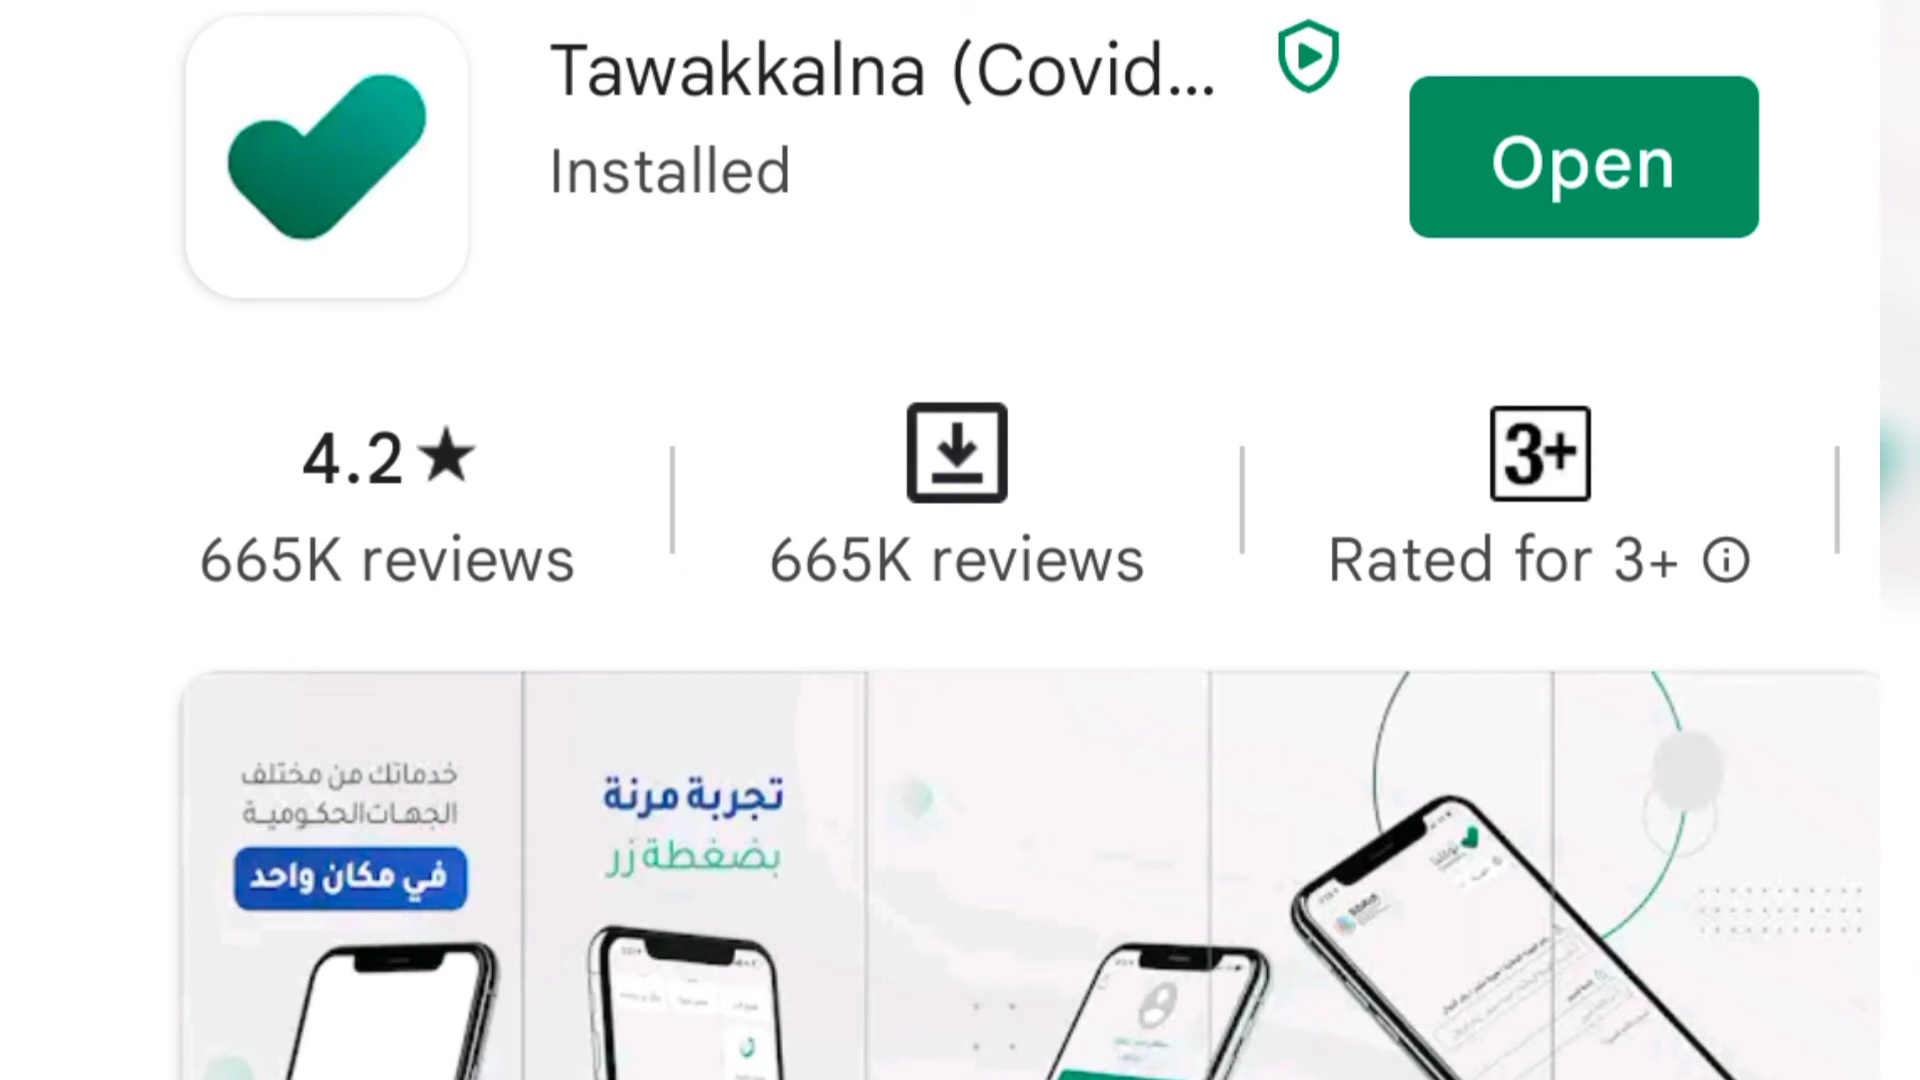 Tawakkalna (Covid...
Installed
Open
4.2★
665K reviews
665K reviews
3+
Rated for 3+
خدماتك من مختلف
الجهات الحكومية
في مكان واحد
تجربة مرنة
بضغطة زر